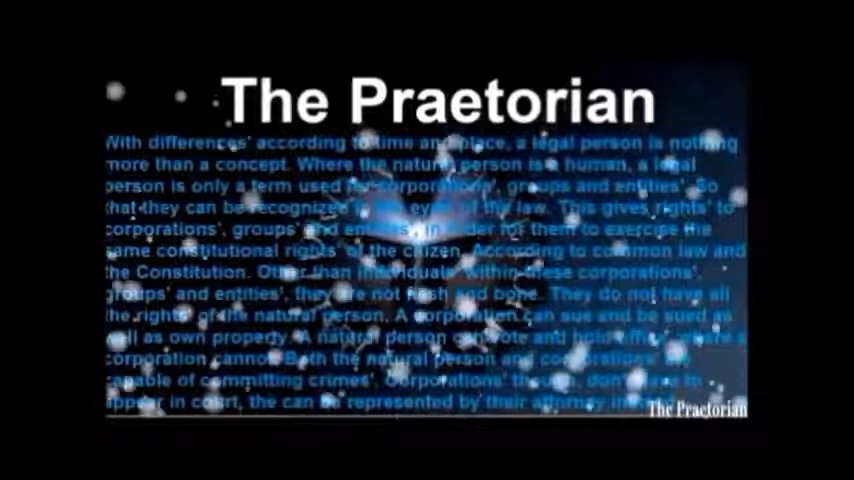 The Praetorian
With differences' according to time and place, a legal person is nothing
more than a concept. Where the natural person is a human, a legal
person is only a term used for corporations', groups and entities'. So
that they can be recognized in the eyes of the law. This gives rights' to
corporations', groups' and entities', in order for them to exercise the
same constitutional rights' of the citizen. According to common law and
the Constitution. Other than individuals' within these corporations',
groups' and entities', they are not flesh and bone. They do not have all
the rights' of the natural person. A corporation can sue and be sued as
well as own property. A natural person can vote and hold office where a
corporation cannot. Both the natural person and corporations' are
capable of committing crimes'. Corporations' though, don't have to
appear in court, the can be represented by their attorney
The Praetorian